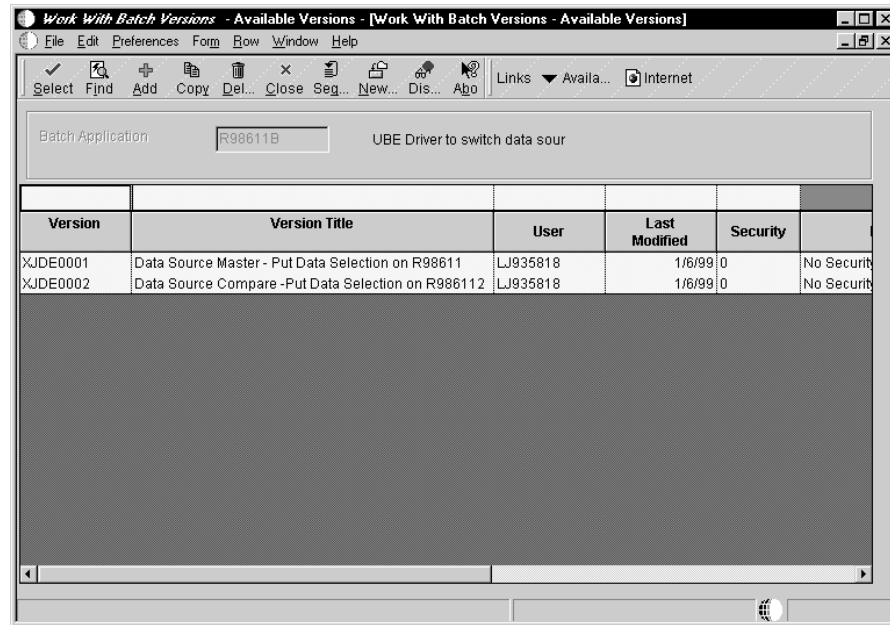 Work With Batch Versions - Available Versions - [Work With Batch Versions - Available Versions]
File Edit Preferences Form Row Window Help
Select Find Add Copy Del... Close Seq... New... Dis... Abo Links Availa... Internet
Batch Application R98611B UBE Driver to switch data sour
Version Version Title User Last Modified Security
XJDE0001 Data Source Master - Put Data Selection on R98611 LJ935818 1/6/99 0 No Securit
XJDE0002 Data Source Compare -Put Data Selection on R986112 LJ935818 1/6/99 0 No Securit